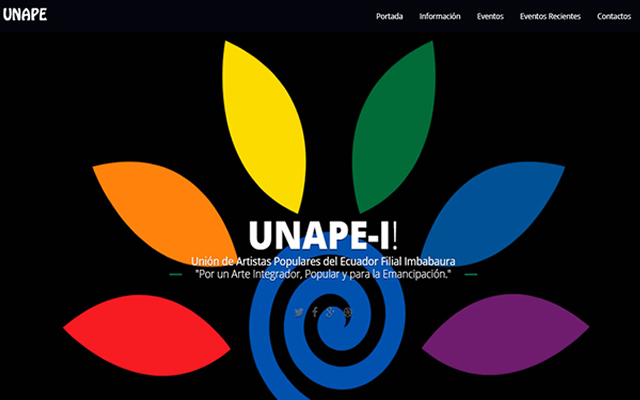 UNAPE
Portada Información Eventos Eventos Recientes Contactos
UNAPE-I!
Unión de Artistas Populares del Ecuador Filial Imbabaura
"Por un Arte Integrador, Popular y para la Emancipación."